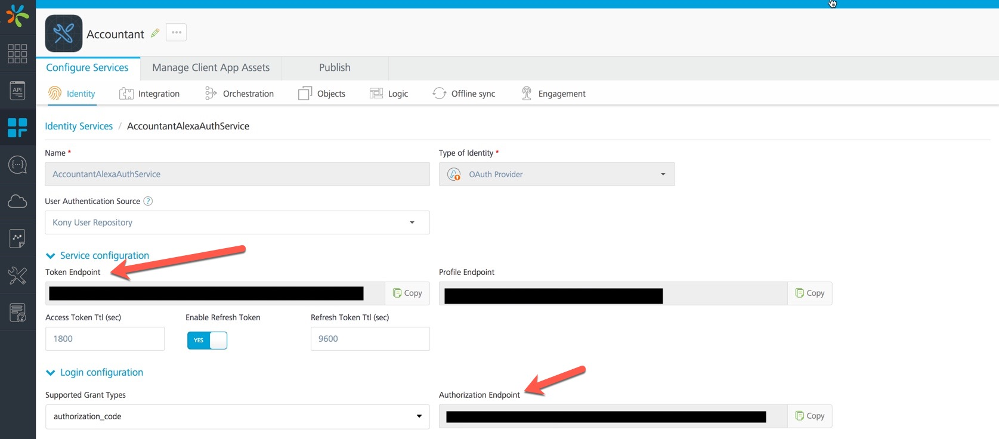 Accountant
...
Configure Services Manage Client App Assets Publish
API
Identity Integration Orchestration Objects Logic Offline sync Engagement
Identity Services / AccountantAlexaAuthService
Name * Type of Identity *
AccountantAlexaAuthService OAuth Provider
User Authentication Source ?
Kony User Repository
Service configuration
Token Endpoint Profile Endpoint
Copy Copy
Access Token Ttl (sec) Enable Refresh Token Refresh Token Ttl (sec)
1800 YES 9600
Login configuration
Supported Grant Types Authorization Endpoint
authorization_code Copy